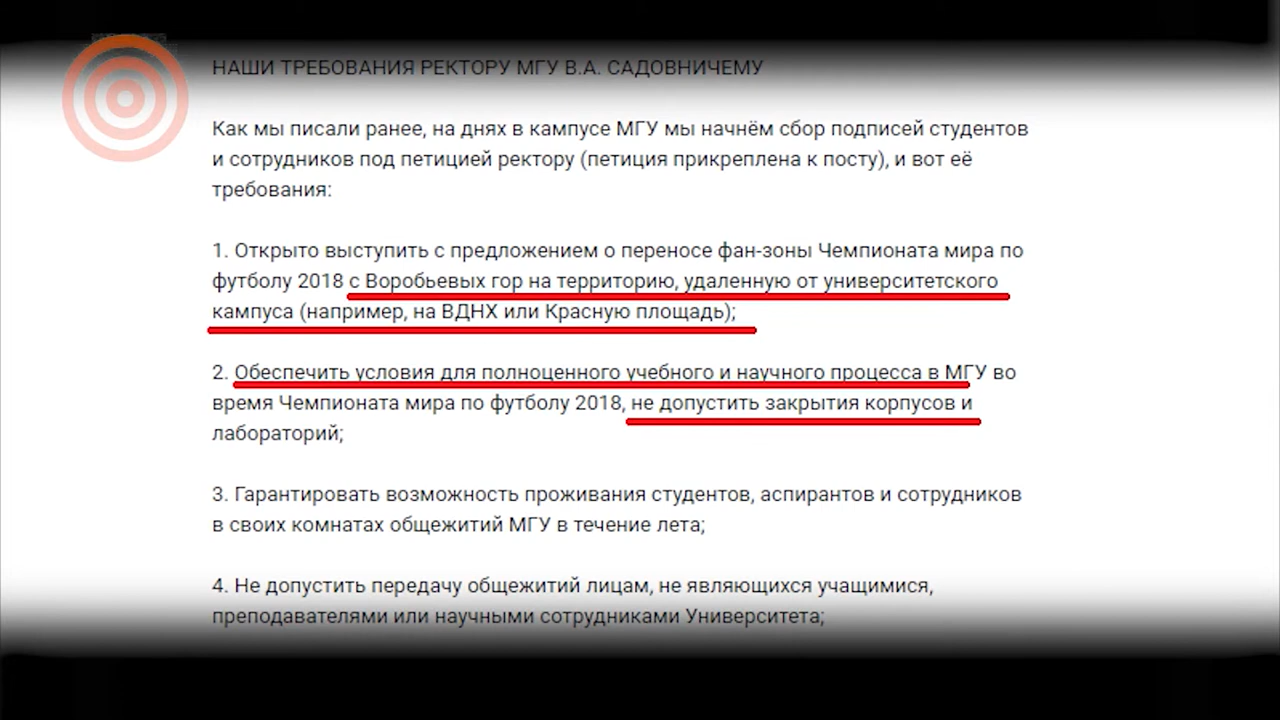 НАШИ ТРЕБОВАНИЯ РЕКТОРУ МГУ В.А. САДОВНИЧЕМУ
Как мы писали ранее, на днях в кампусе МГУ мы начнём сбор подписей студентов
и сотрудников под петицией ректору (петиция прикреплена к посту), и вот её
требования:
1. Открыто выступить с предложением о переносе фан-зоны Чемпионата мира по
футболу 2018 с Воробьевых гор на территорию, удаленную от университетского
кампуса (например, на ВДНХ или Красную площадь);
2. Обеспечить условия для полноценного учебного и научного процесса в МГУ во
время Чемпионата мира по футболу 2018, не допустить закрытия корпусов и
лабораторий;
3. Гарантировать возможность проживания студентов, аспирантов и сотрудников
в своих комнатах общежитий МГУ в течение лета;
4. Не допустить передачу общежитий лицам, не являющихся учащимися,
преподавателями или научными сотрудниками Университета;